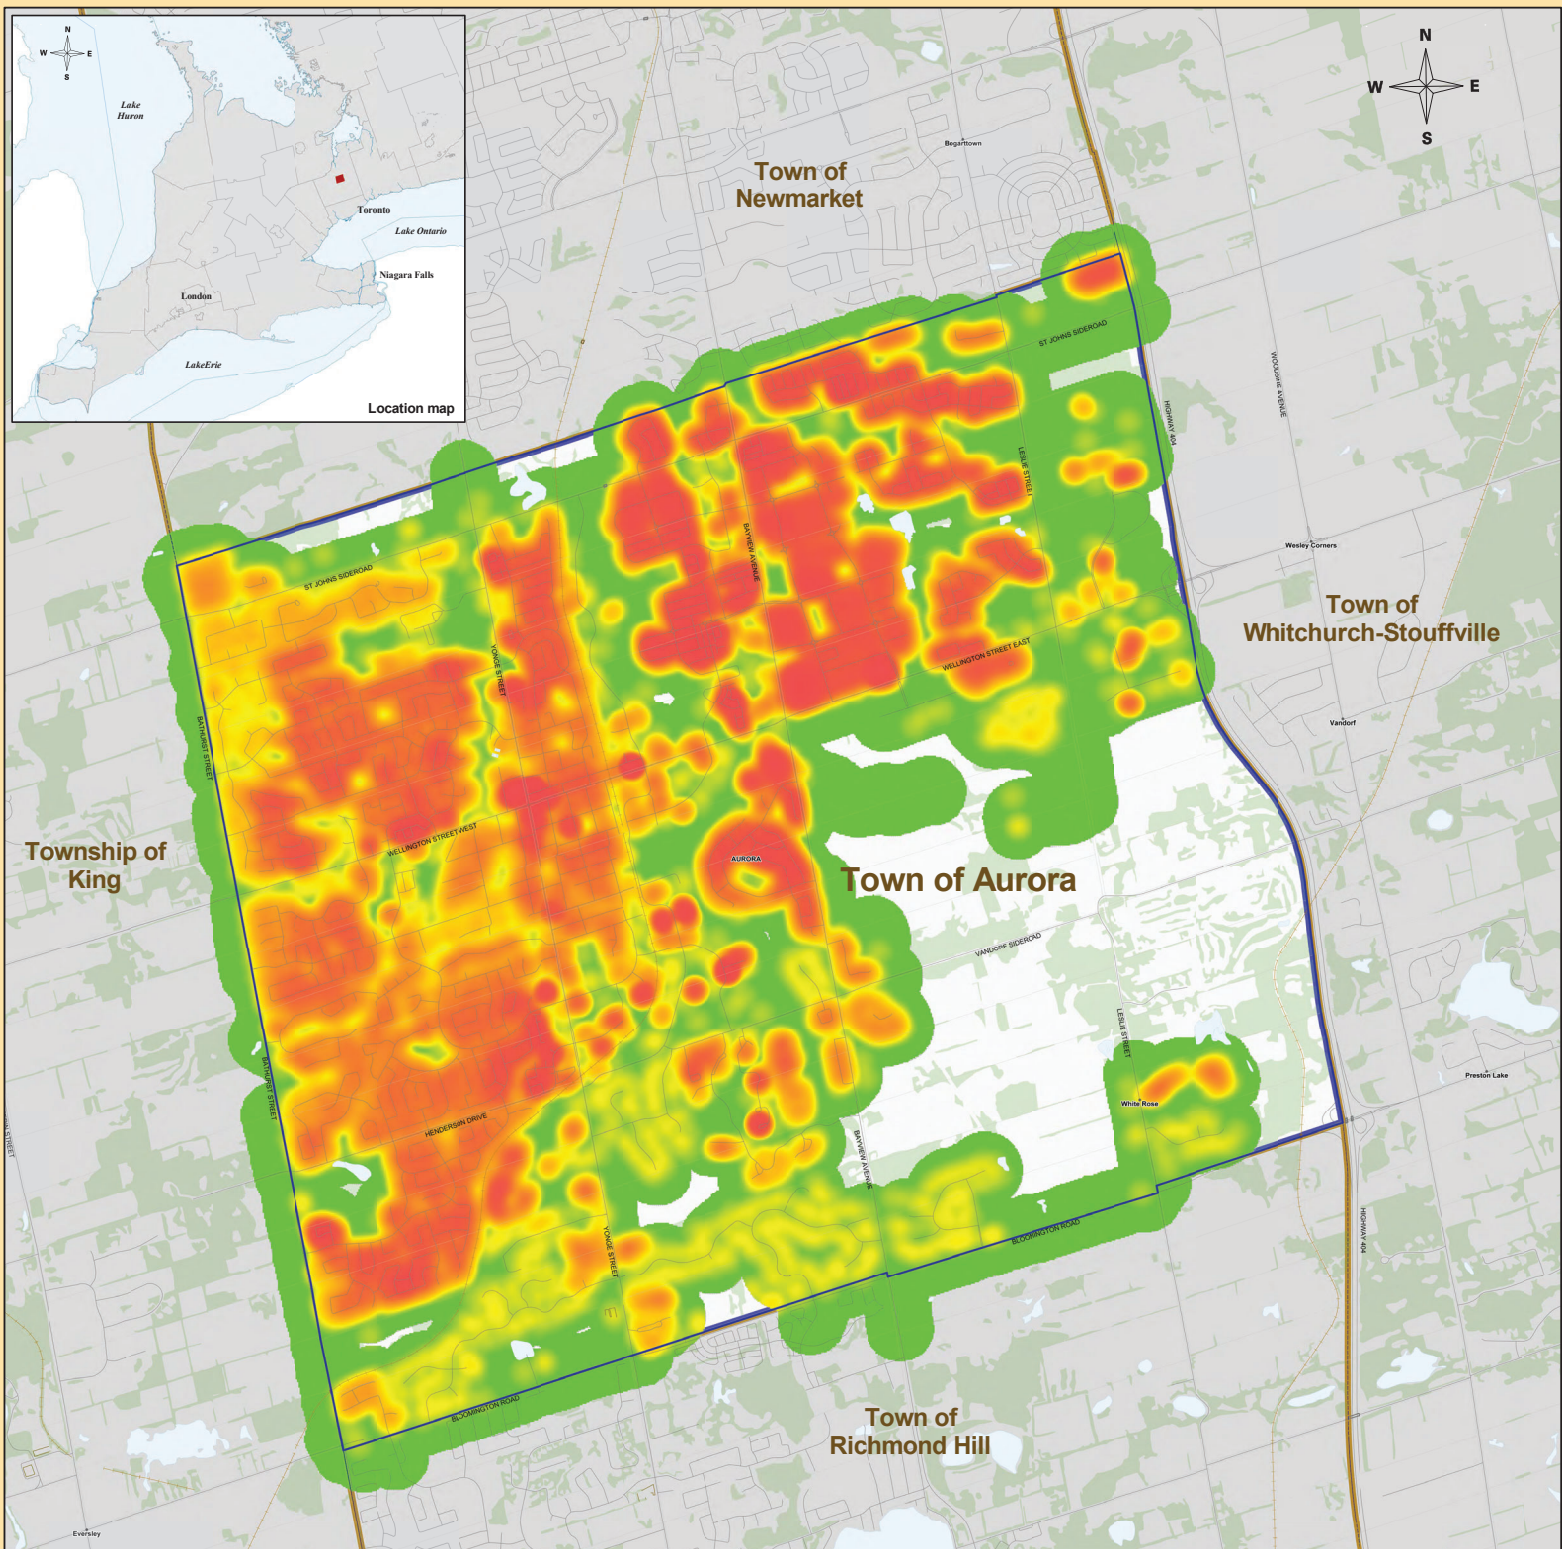 N
W E
S
Lake
Huron
Toronto
Lake Ontario
Niagara Falls
London
LakeErie
Location map
N
W E
S
Begarttown
Town of
Newmarket
ST JOHNS SIDEROAD
WOODBINE AVENUE
HIGHWAY 404
LESLIE STREET
BAYVIEW AVENUE
Wesley Corners
ST JOHNS SIDEROAD
Town of
Whitchurch-Stouffville
YONGE STREET
WELLINGTON STREET EAST
BATHURST STREET
Vandorf
WELLINGTON STREET WEST
Township of
King
AURORA
Town of Aurora
VANDORF SIDEROAD
LESLIE STREET
BATHURST STREET
Preston Lake
White Rose
HENDERSON DRIVE
BAYVIEW AVENUE
YONGE STREET
BLOOMINGTON ROAD
HIGHWAY 404
BLOOMINGTON ROAD
Town of
Richmond Hill
Eversley